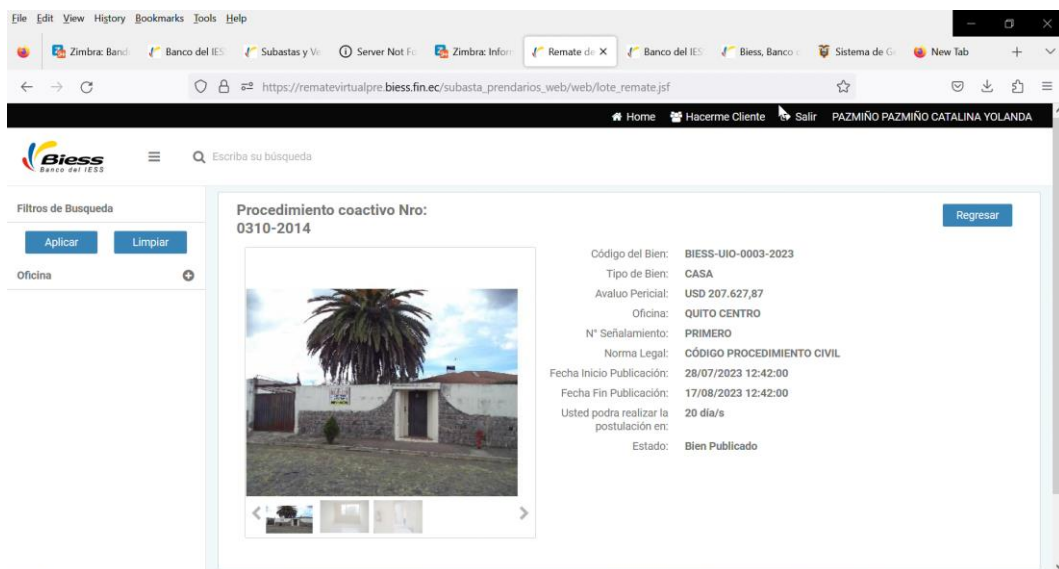 File Edit View History Bookmarks Tools Help
Zimbra: Band
Banco del IES
Subastas y Ve
Server Not Fo
Zimbra: Inform
Remate de
Banco del IES
Biess, Banco
Sistema de G
New Tab
https://rematevirtualpre.biess.fin.ec/subasta_prendarios_web/web/lote_remate.jsf
Home Hacerme Cliente Salir PAZMIÑO PAZMIÑO CATALINA YOLANDA
Biess
Banco del IESS
Escriba su búsqueda
Filtros de Busqueda
Aplicar Limpiar
Oficina
Procedimiento coactivo Nro:
0310-2014
Regresar
Código del Bien: BIESS-UIO-0003-2023
Tipo de Bien: CASA
Avaluo Pericial: USD 207.627,87
Oficina: QUITO CENTRO
N° Señalamiento: PRIMERO
Norma Legal: CÓDIGO PROCEDIMIENTO CIVIL
Fecha Inicio Publicación: 28/07/2023 12:42:00
Fecha Fin Publicación: 17/08/2023 12:42:00
Usted podra realizar la 20 día/s
postulación en:
Estado: Bien Publicado